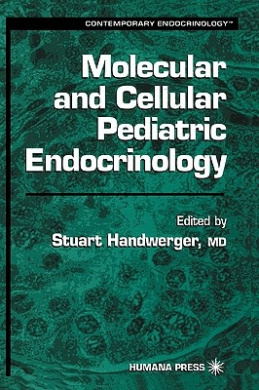 CONTEMPORARY ENDOCRINOLOGY™
Molecular
and Cellular
Pediatric
Endocrinology
Edited by
Stuart Handwerger, MD
HUMANA PRESS